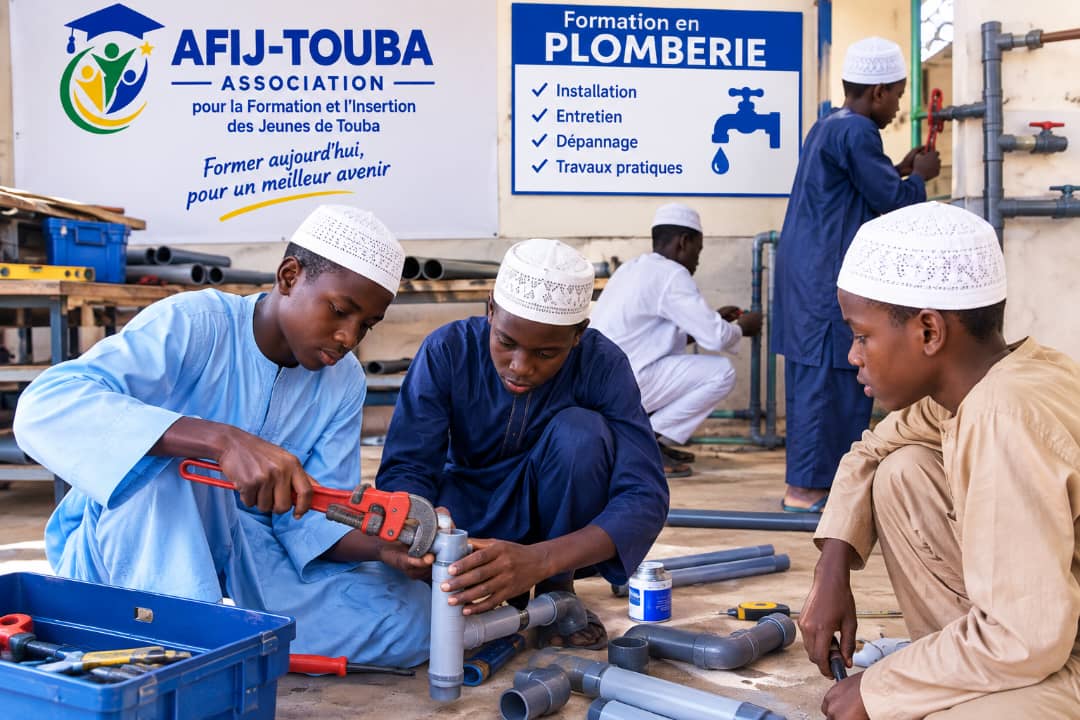 AFIJ-TOUBA
ASSOCIATION
pour la Formation et l'Insertion
des Jeunes de Touba
Former aujourd'hui,
pour un meilleur avenir
Formation en
PLOMBERIE
✓ Installation
✓ Entretien
✓ Dépannage
✓ Travaux pratiques